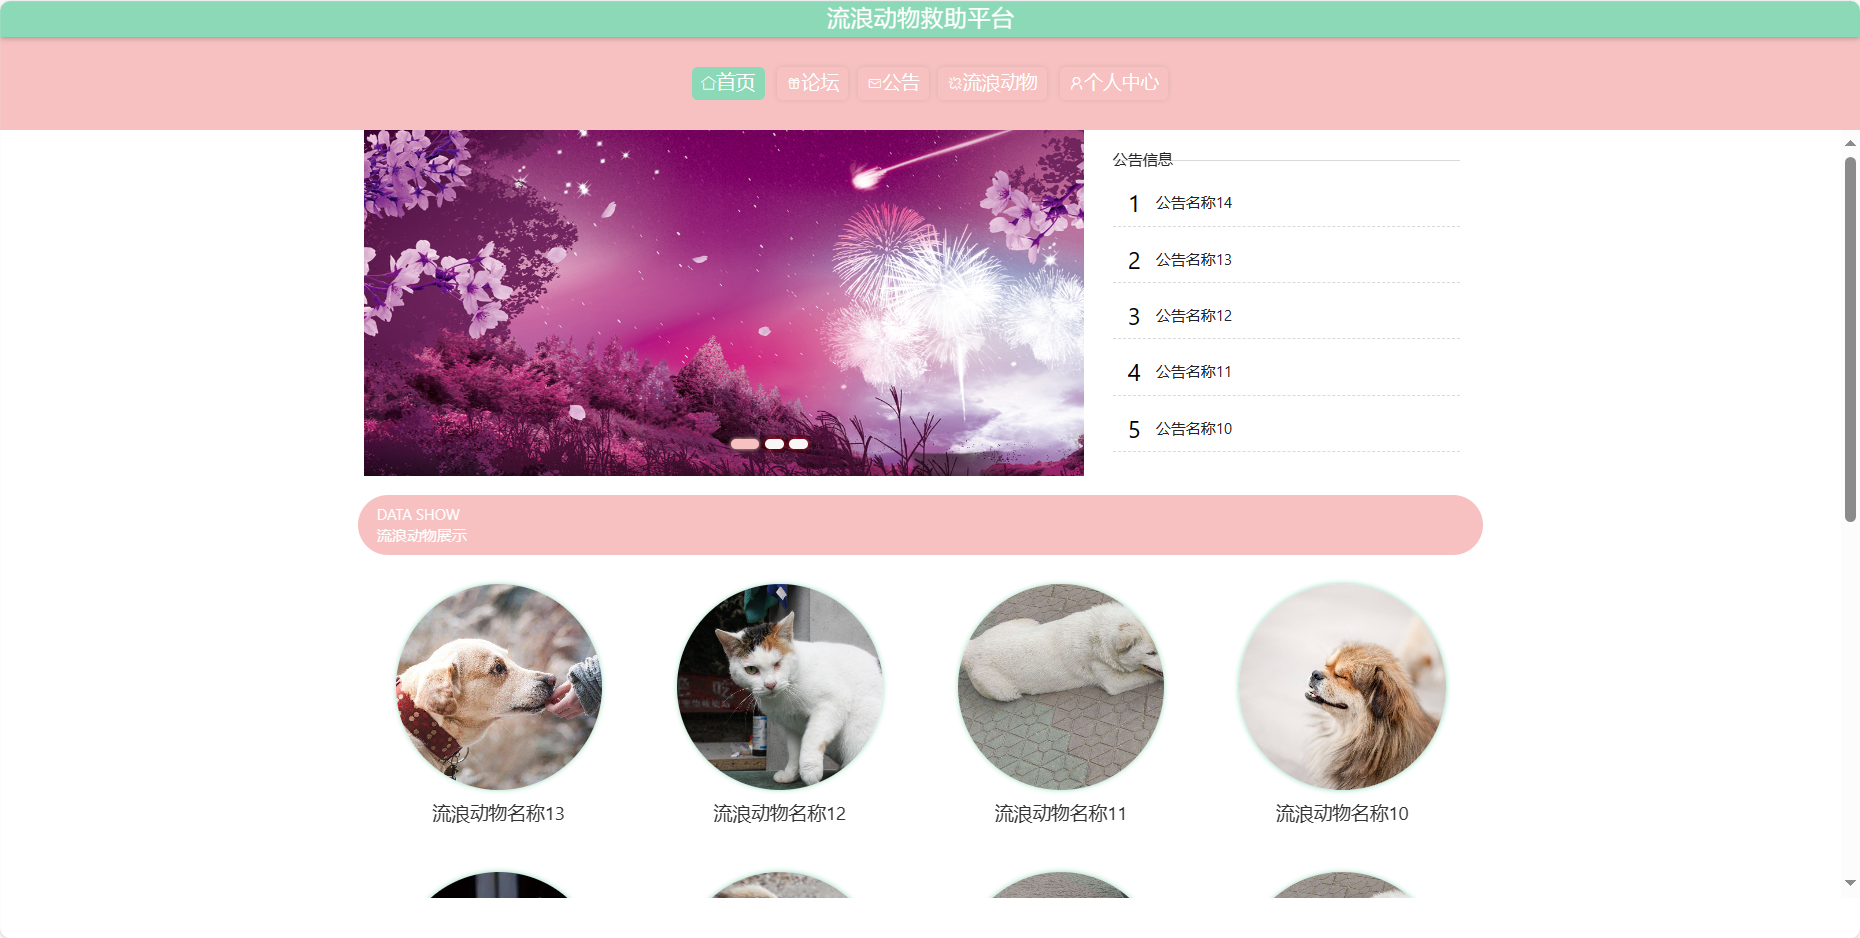 流浪动物救助平台
首页 论坛 公告 流浪动物 个人中心
公告信息
1 公告名称14
2 公告名称13
3 公告名称12
4 公告名称11
5 公告名称10
DATA SHOW
流浪动物展示
流浪动物名称13 流浪动物名称12 流浪动物名称11 流浪动物名称10